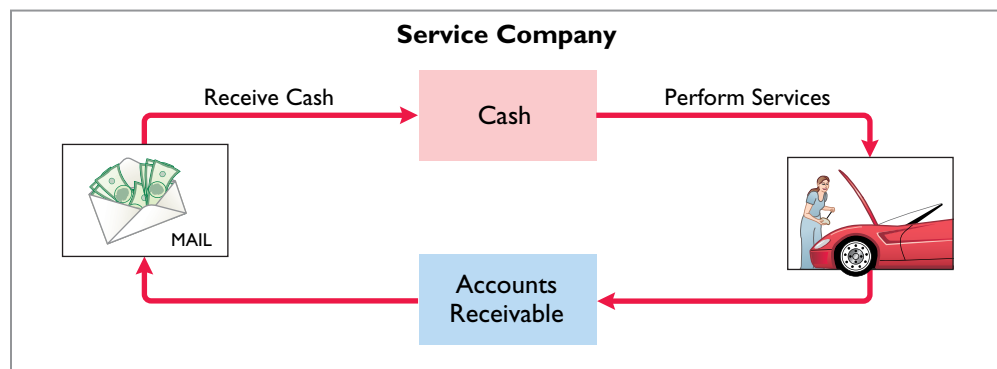 Service Company
Receive Cash
Cash
Perform Services
MAIL
Accounts
Receivable